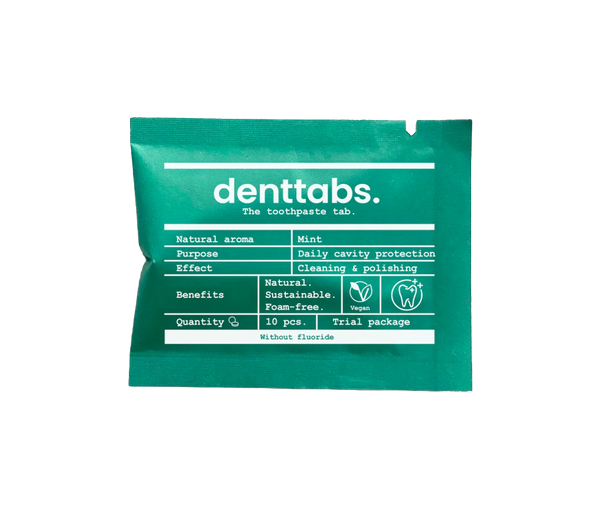 denttabs.
The toothpaste tab.
Natural aroma Mint
Purpose Daily cavity protection
Effect Cleaning & polishing
Benefits
Natural.
Sustainable.
Foam-free.
Vegan
Quantity 10 pcs. Trial package
Without fluoride